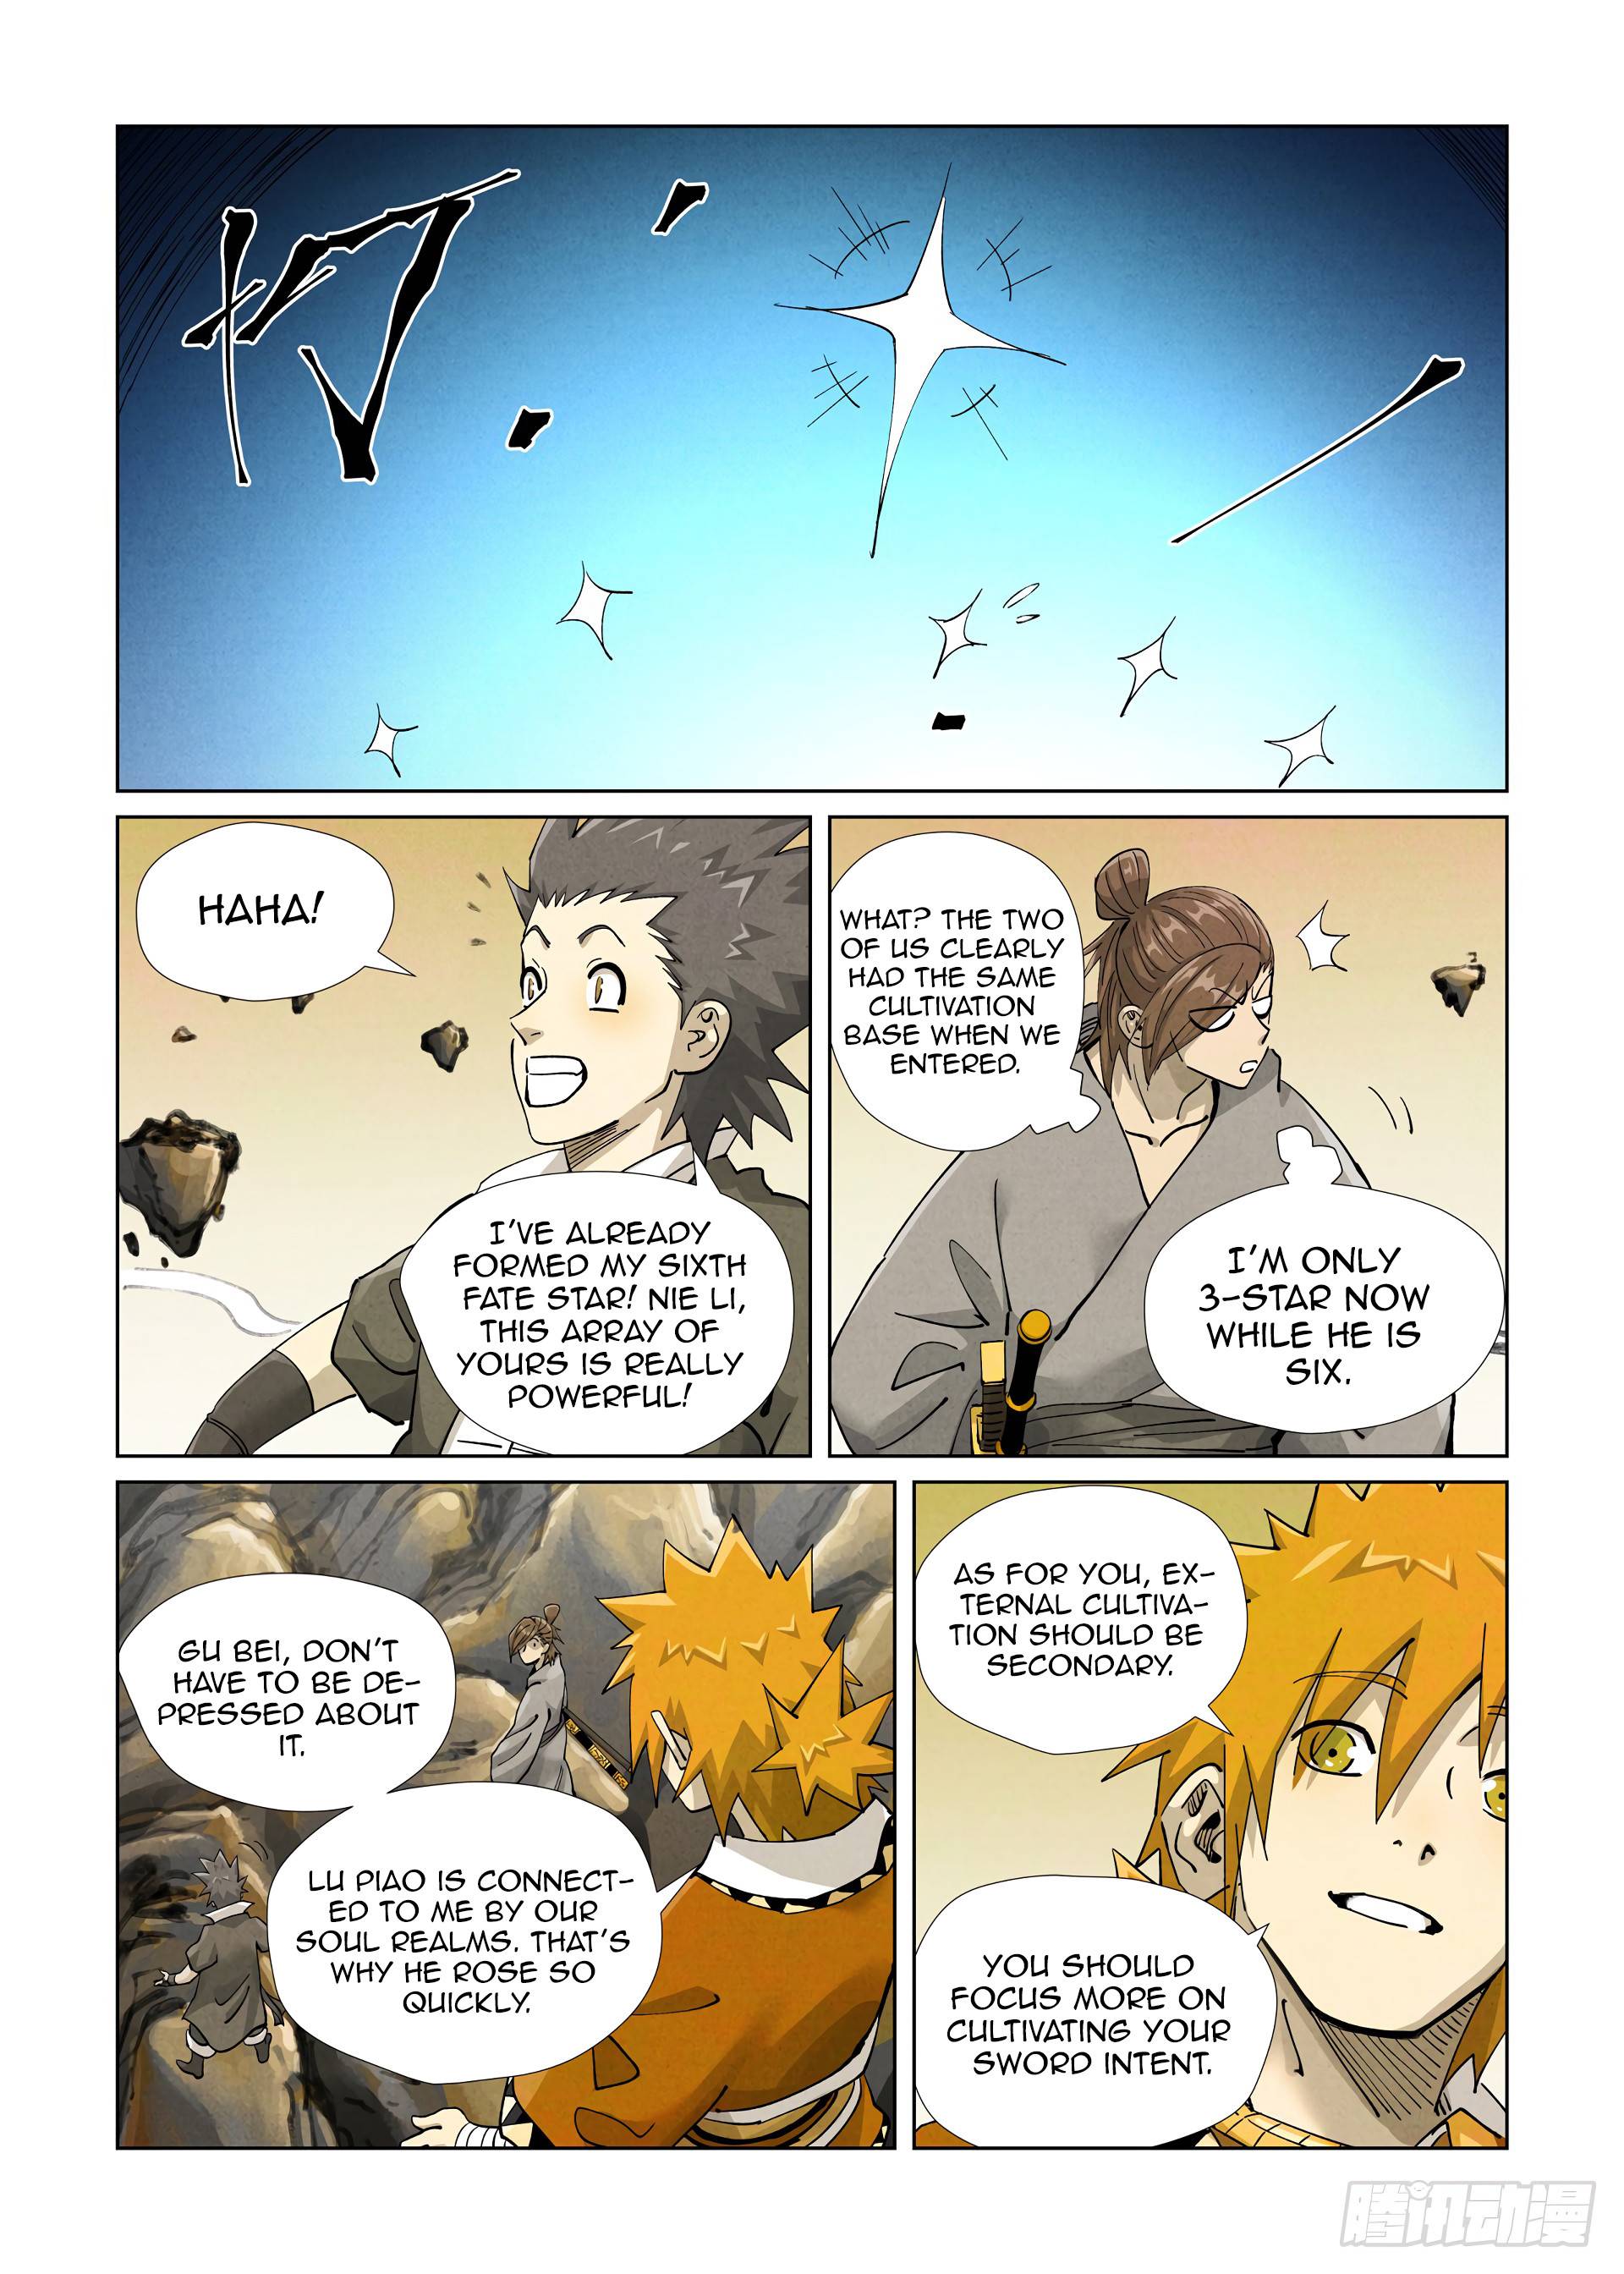 HAHA!
I'VE ALREADY
FORMED MY SIXTH
FATE STAR! NIE LI,
THIS ARRAY OF
YOURS IS REALLY
POWERFUL!
WHAT? THE TWO
OF US CLEARLY
HAD THE SAME
CULTIVATION
BASE WHEN WE
ENTERED.
I'M ONLY
3-STAR NOW
WHILE HE IS
SIX.
GU BEI, DON'T
HAVE TO BE DE-
PRESSED ABOUT
IT.
LU PIAO IS CONNECT-
ED TO ME BY OUR
SOUL REALMS. THAT'S
WHY HE ROSE SO
QUICKLY.
AS FOR YOU, EX-
TERNAL CULTIVA-
TION SHOULD BE
SECONDARY.
YOU SHOULD
FOCUS MORE ON
CULTIVATING YOUR
SWORD INTENT.
腾讯动漫